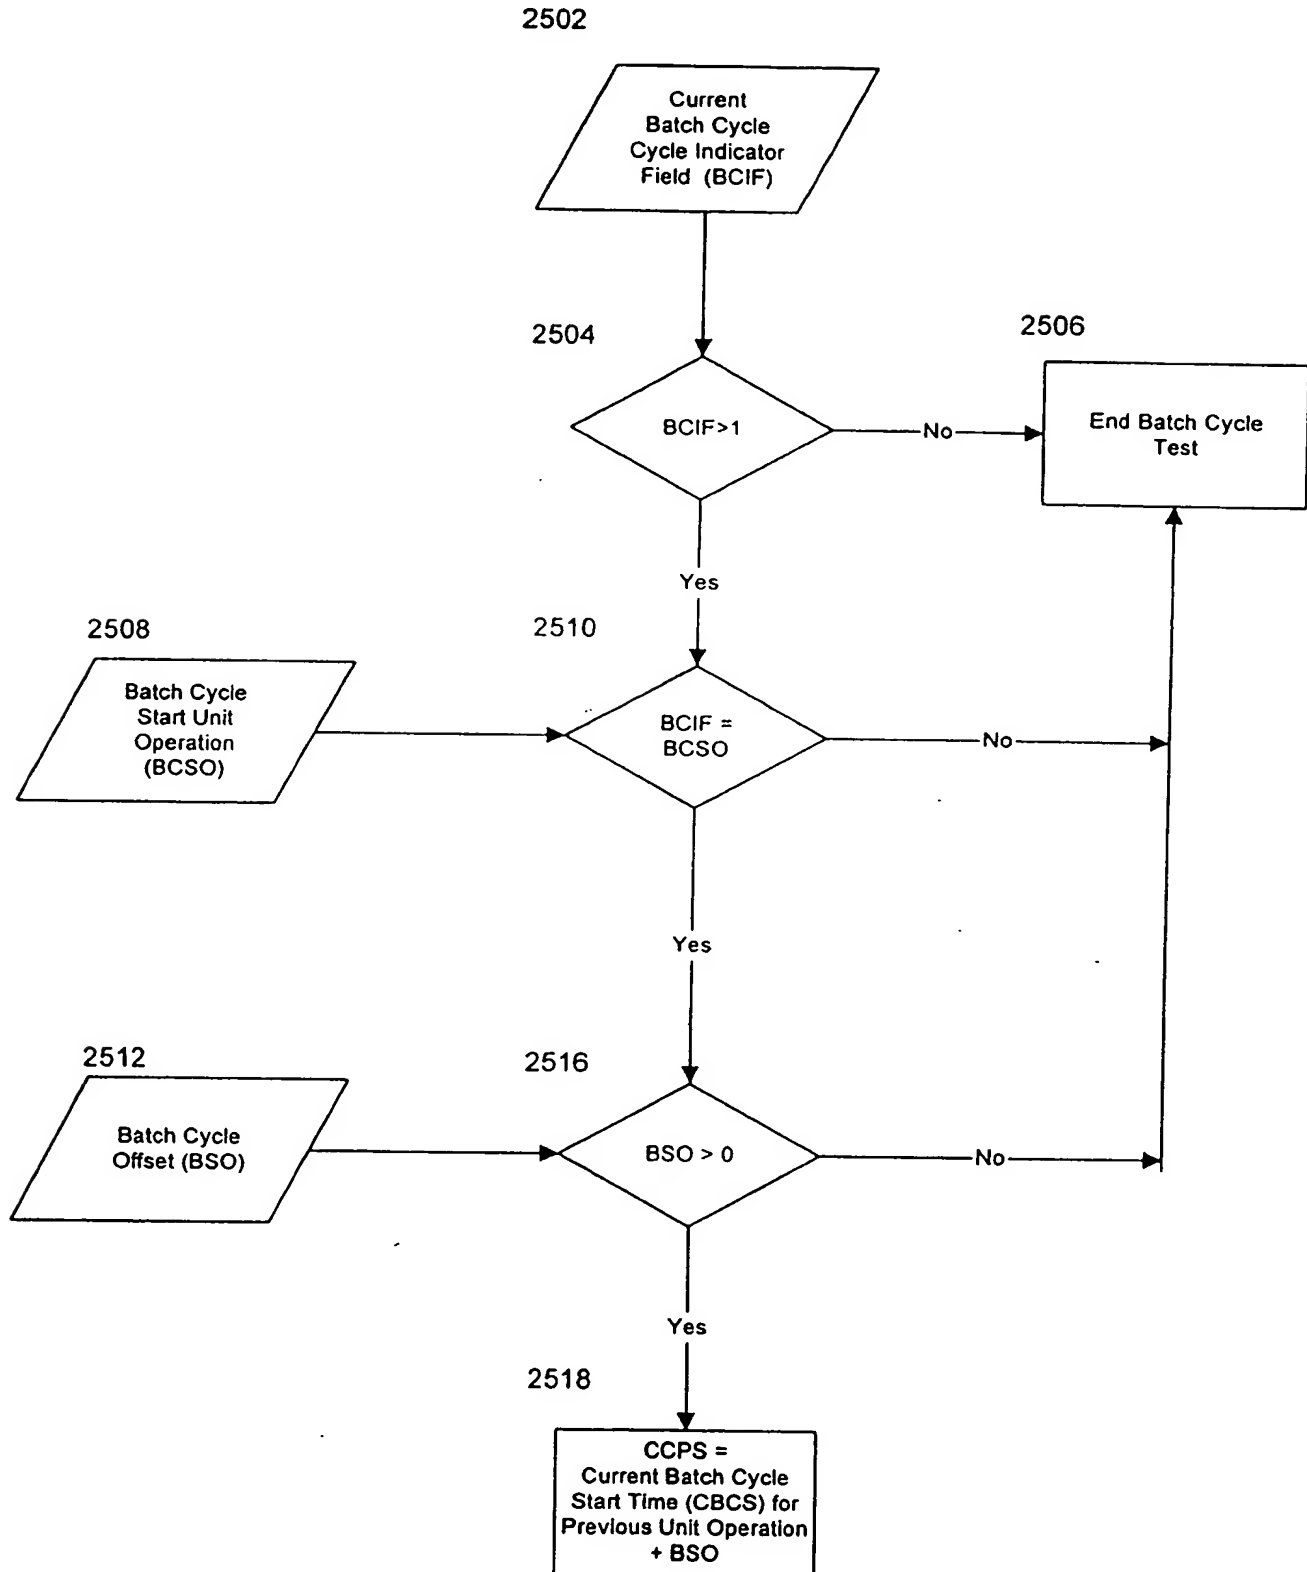 2502
Current
Batch Cycle
Cycle Indicator
Field (BCIF)
2504
2506
BCIF>1
No
End Batch Cycle
Test
Yes
2508
2510
Batch Cycle
Start Unit
Operation
(BCSO)
BCIF =
BCSO
No
Yes
2512
2516
Batch Cycle
Offset (BSO)
BSO > 0
No
Yes
2518
CCPS =
Current Batch Cycle
Start Time (CBCS) for
Previous Unit Operation
+ BSO